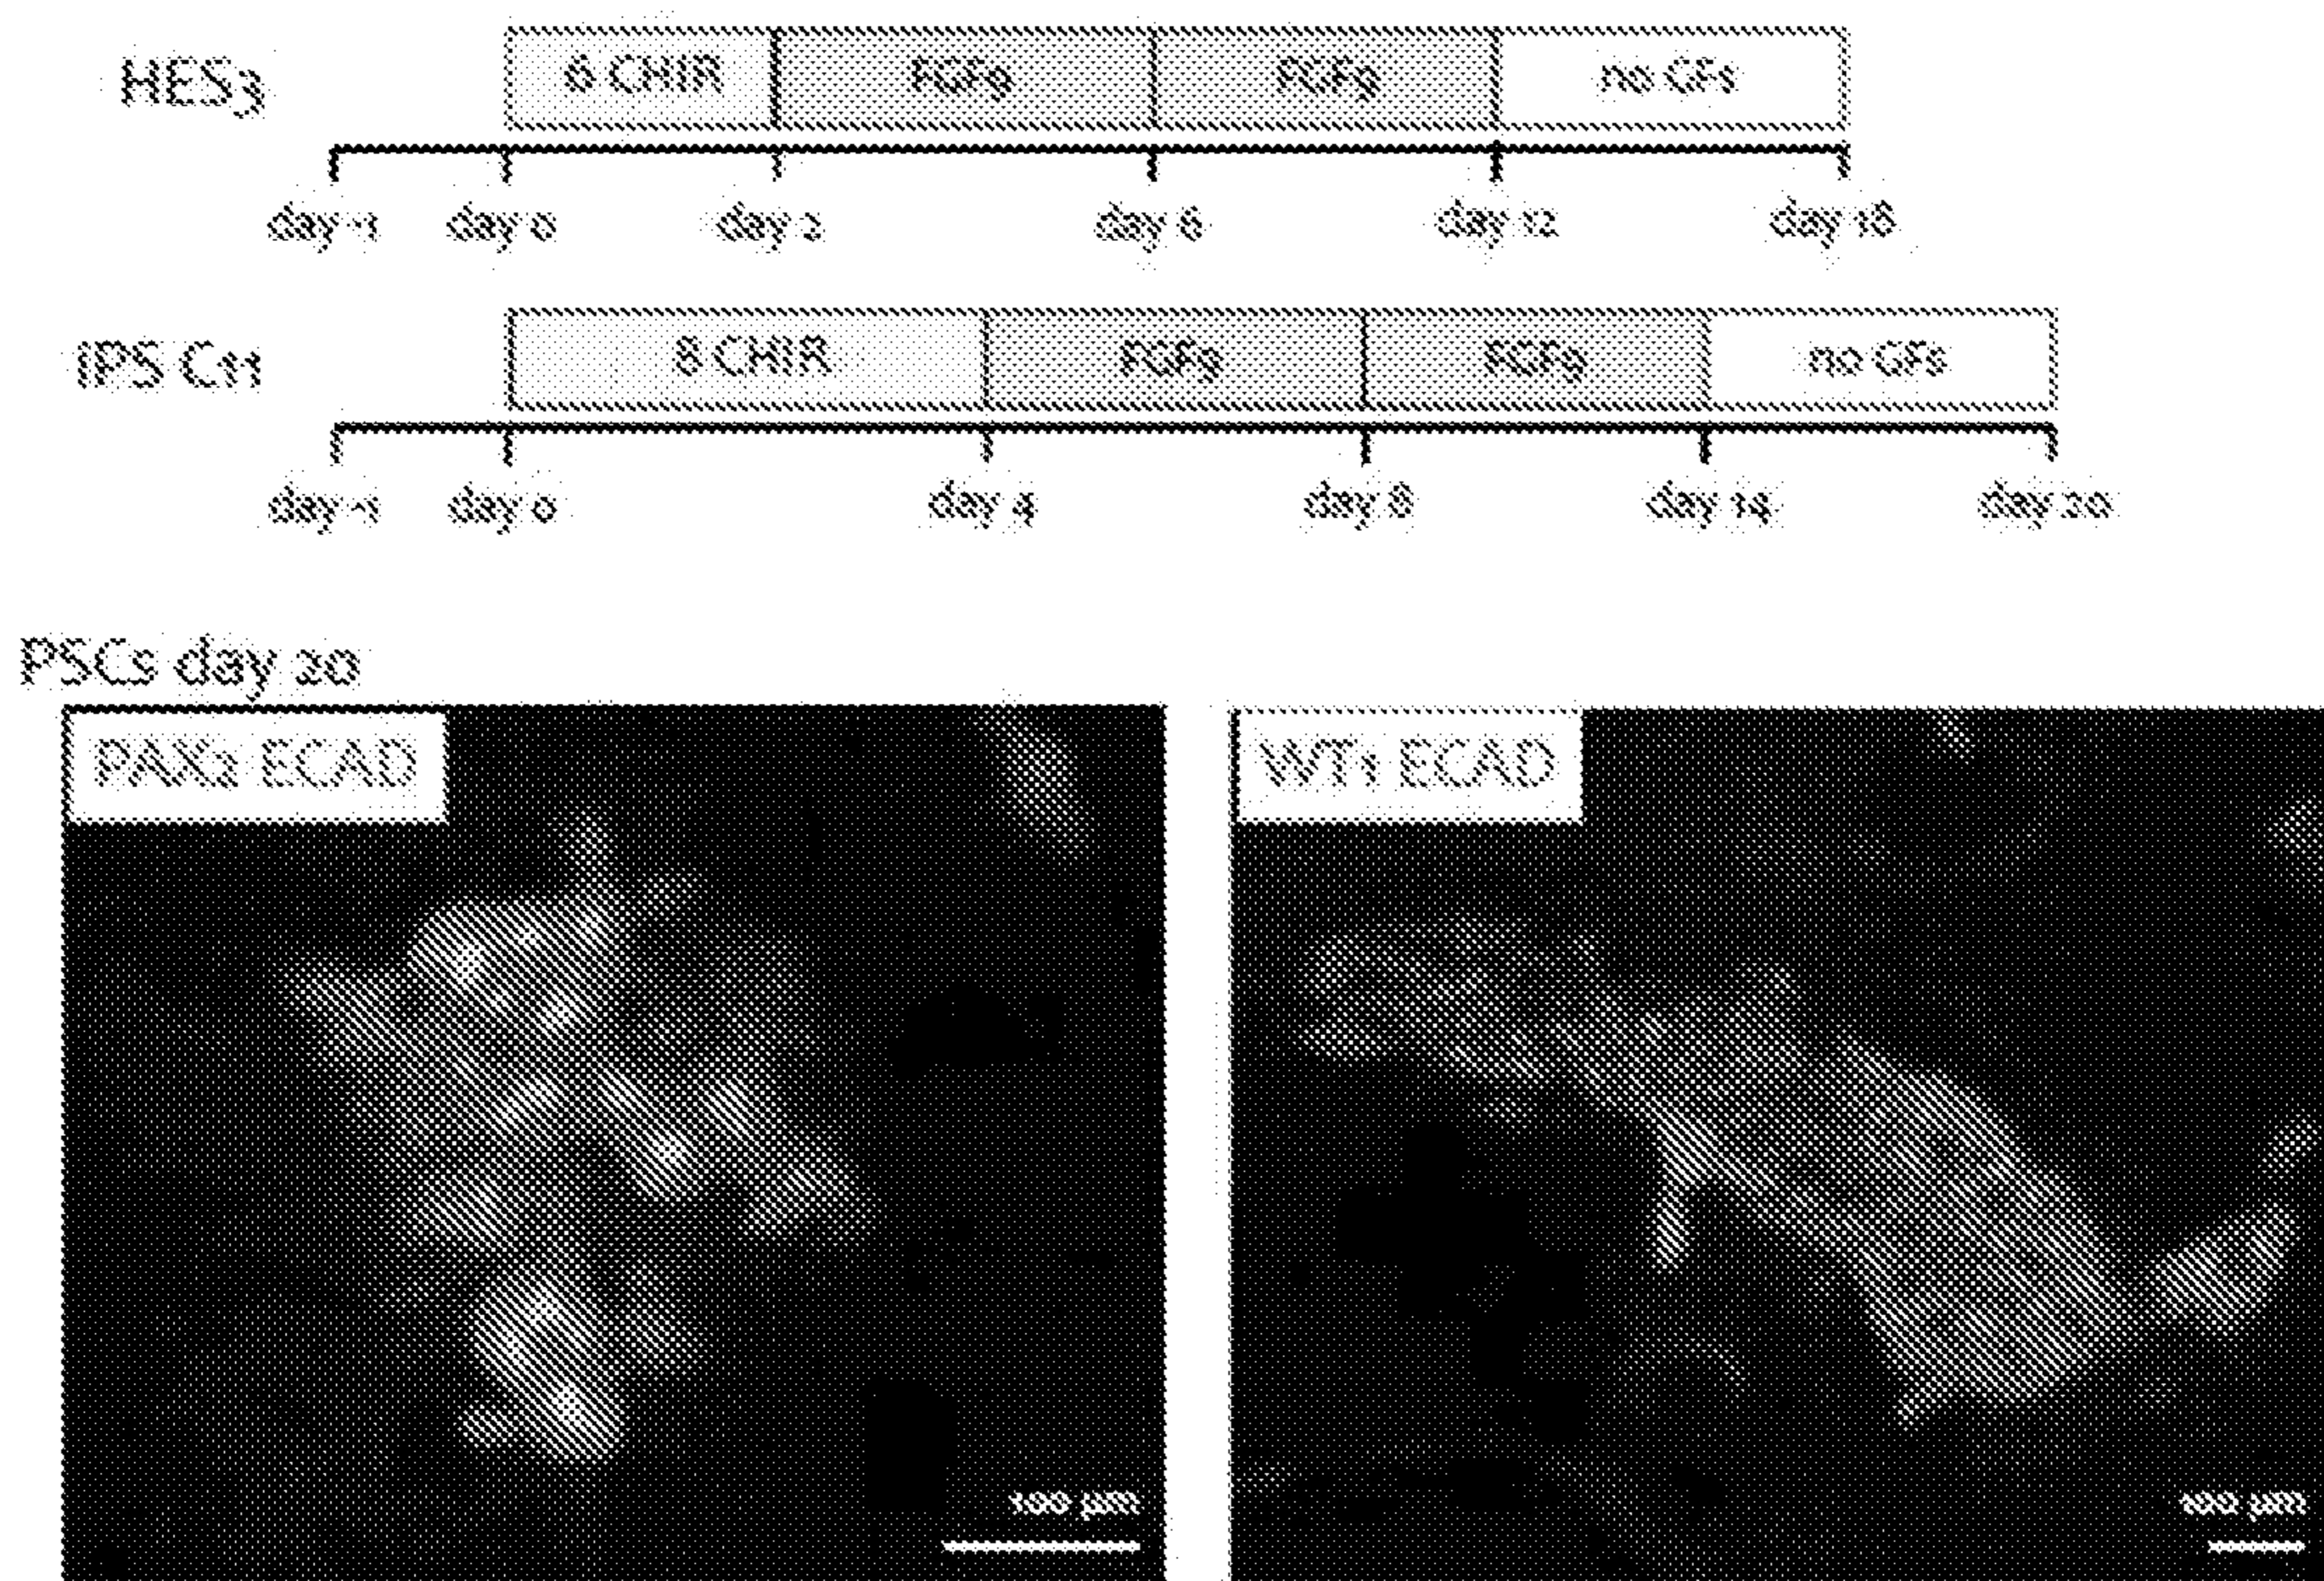 HES3 6 CHIR FGF9 FGF9 no GFs
day -1 day 0 day 2 day 6 day 12 day 18
iPS C11 8 CHIR FGF9 FGF9 no GFs
day -1 day 0 day 4 day 8 day 14 day 20
PSCs day 20
PAX2 ECAD WT1 ECAD
100 µm 100 µm